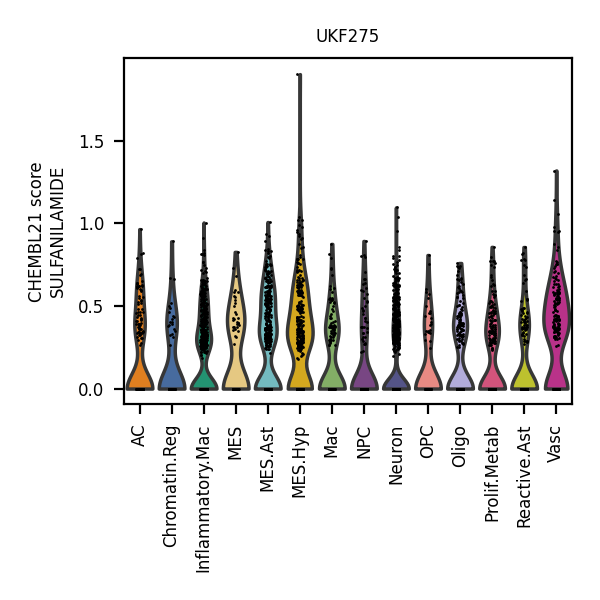 UKF275
CHEMBL21 score
SULFANILAMIDE
1.5
1.0
0.5
0.0
AC
Chromatin.Reg
Inflammatory.Mac
MES
MES.Ast
MES.Hyp
Mac
NPC
Neuron
OPC
Oligo
Prolif.Metab
Reactive.Ast
Vasc